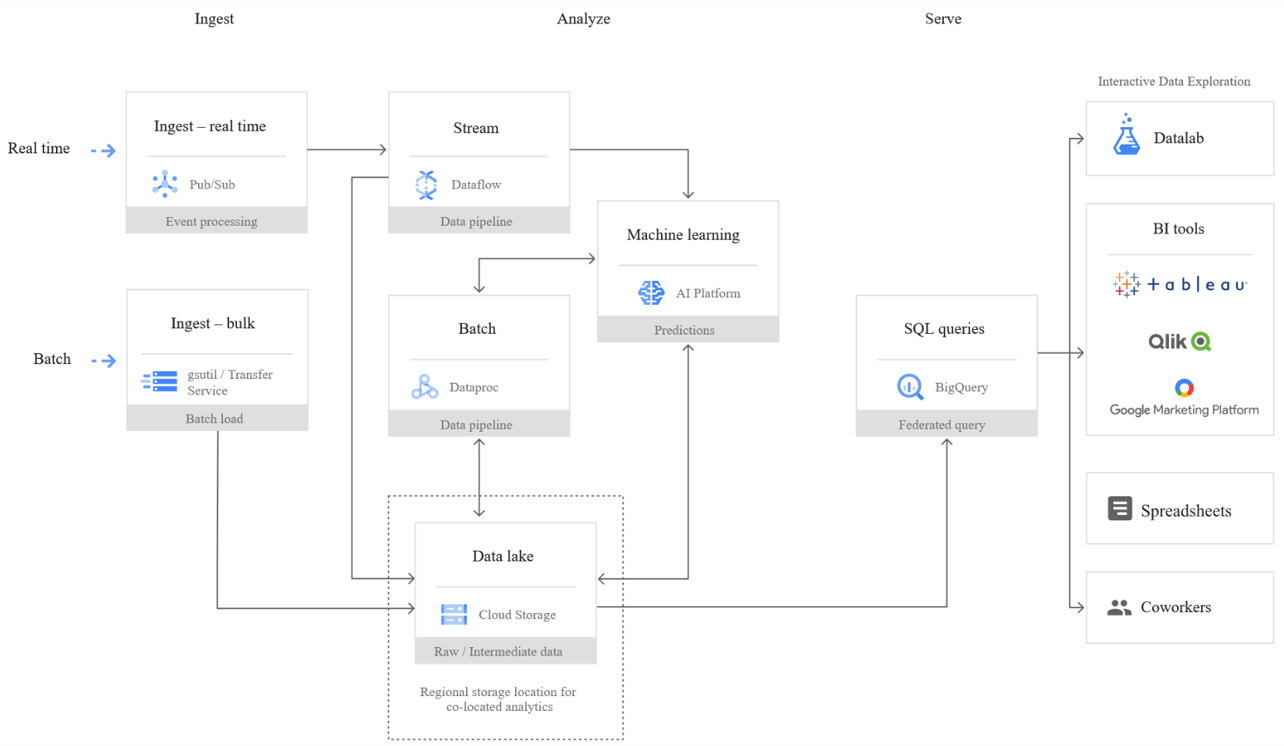 Ingest
Analyze
Serve
Real time
Ingest – real time
Pub/Sub
Event processing
Stream
Dataflow
Data pipeline
Machine learning
AI Platform
Predictions
Batch
Ingest – bulk
gsutil / Transfer
Service
Batch load
Batch
Dataproc
Data pipeline
Data lake
Cloud Storage
Raw / Intermediate data
Regional storage location for
co-located analytics
SQL queries
BigQuery
Federated query
Interactive Data Exploration
Datalab
BI tools
tableau
Qlik
Google Marketing Platform
Spreadsheets
Coworkers